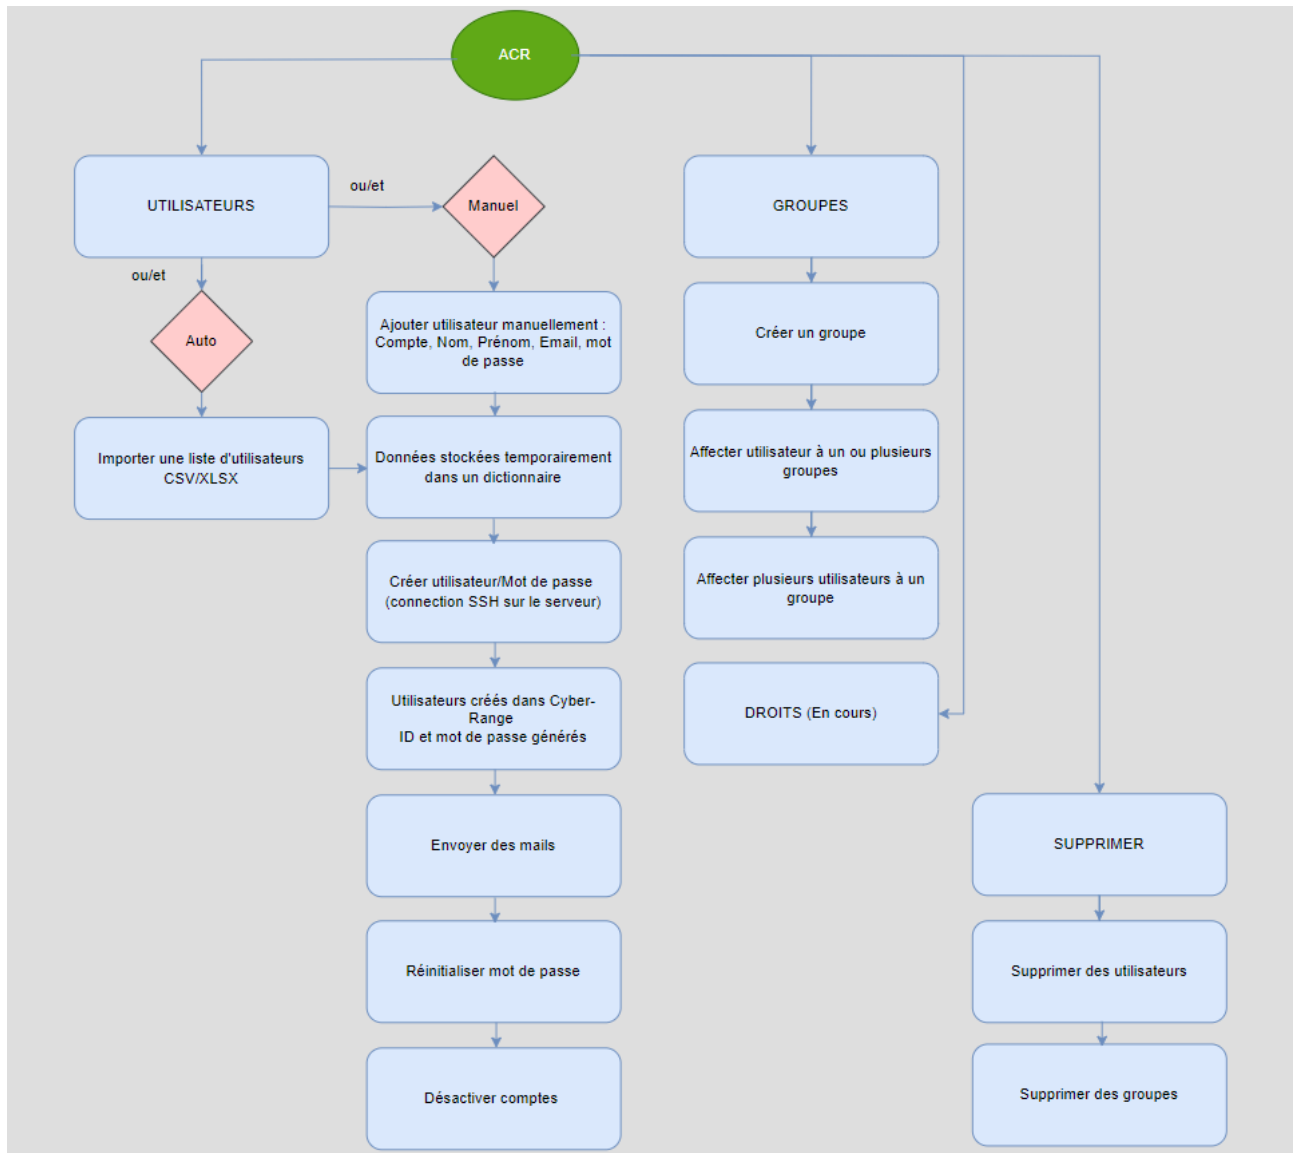 ACR
UTILISATEURS
ou/et
Manuel
ou/et
Auto
Importer une liste d'utilisateurs
CSV/XLSX
Ajouter utilisateur manuellement :
Compte, Nom, Prénom, Email, mot
de passe
Données stockées temporairement
dans un dictionnaire
Créer utilisateur/Mot de passe
(connection SSH sur le serveur)
Utilisateurs créés dans Cyber-
Range
ID et mot de passe générés
Envoyer des mails
Réinitialiser mot de passe
Désactiver comptes
GROUPES
Créer un groupe
Affecter utilisateur à un ou plusieurs
groupes
Affecter plusieurs utilisateurs à un
groupe
DROITS (En cours)
SUPPRIMER
Supprimer des utilisateurs
Supprimer des groupes